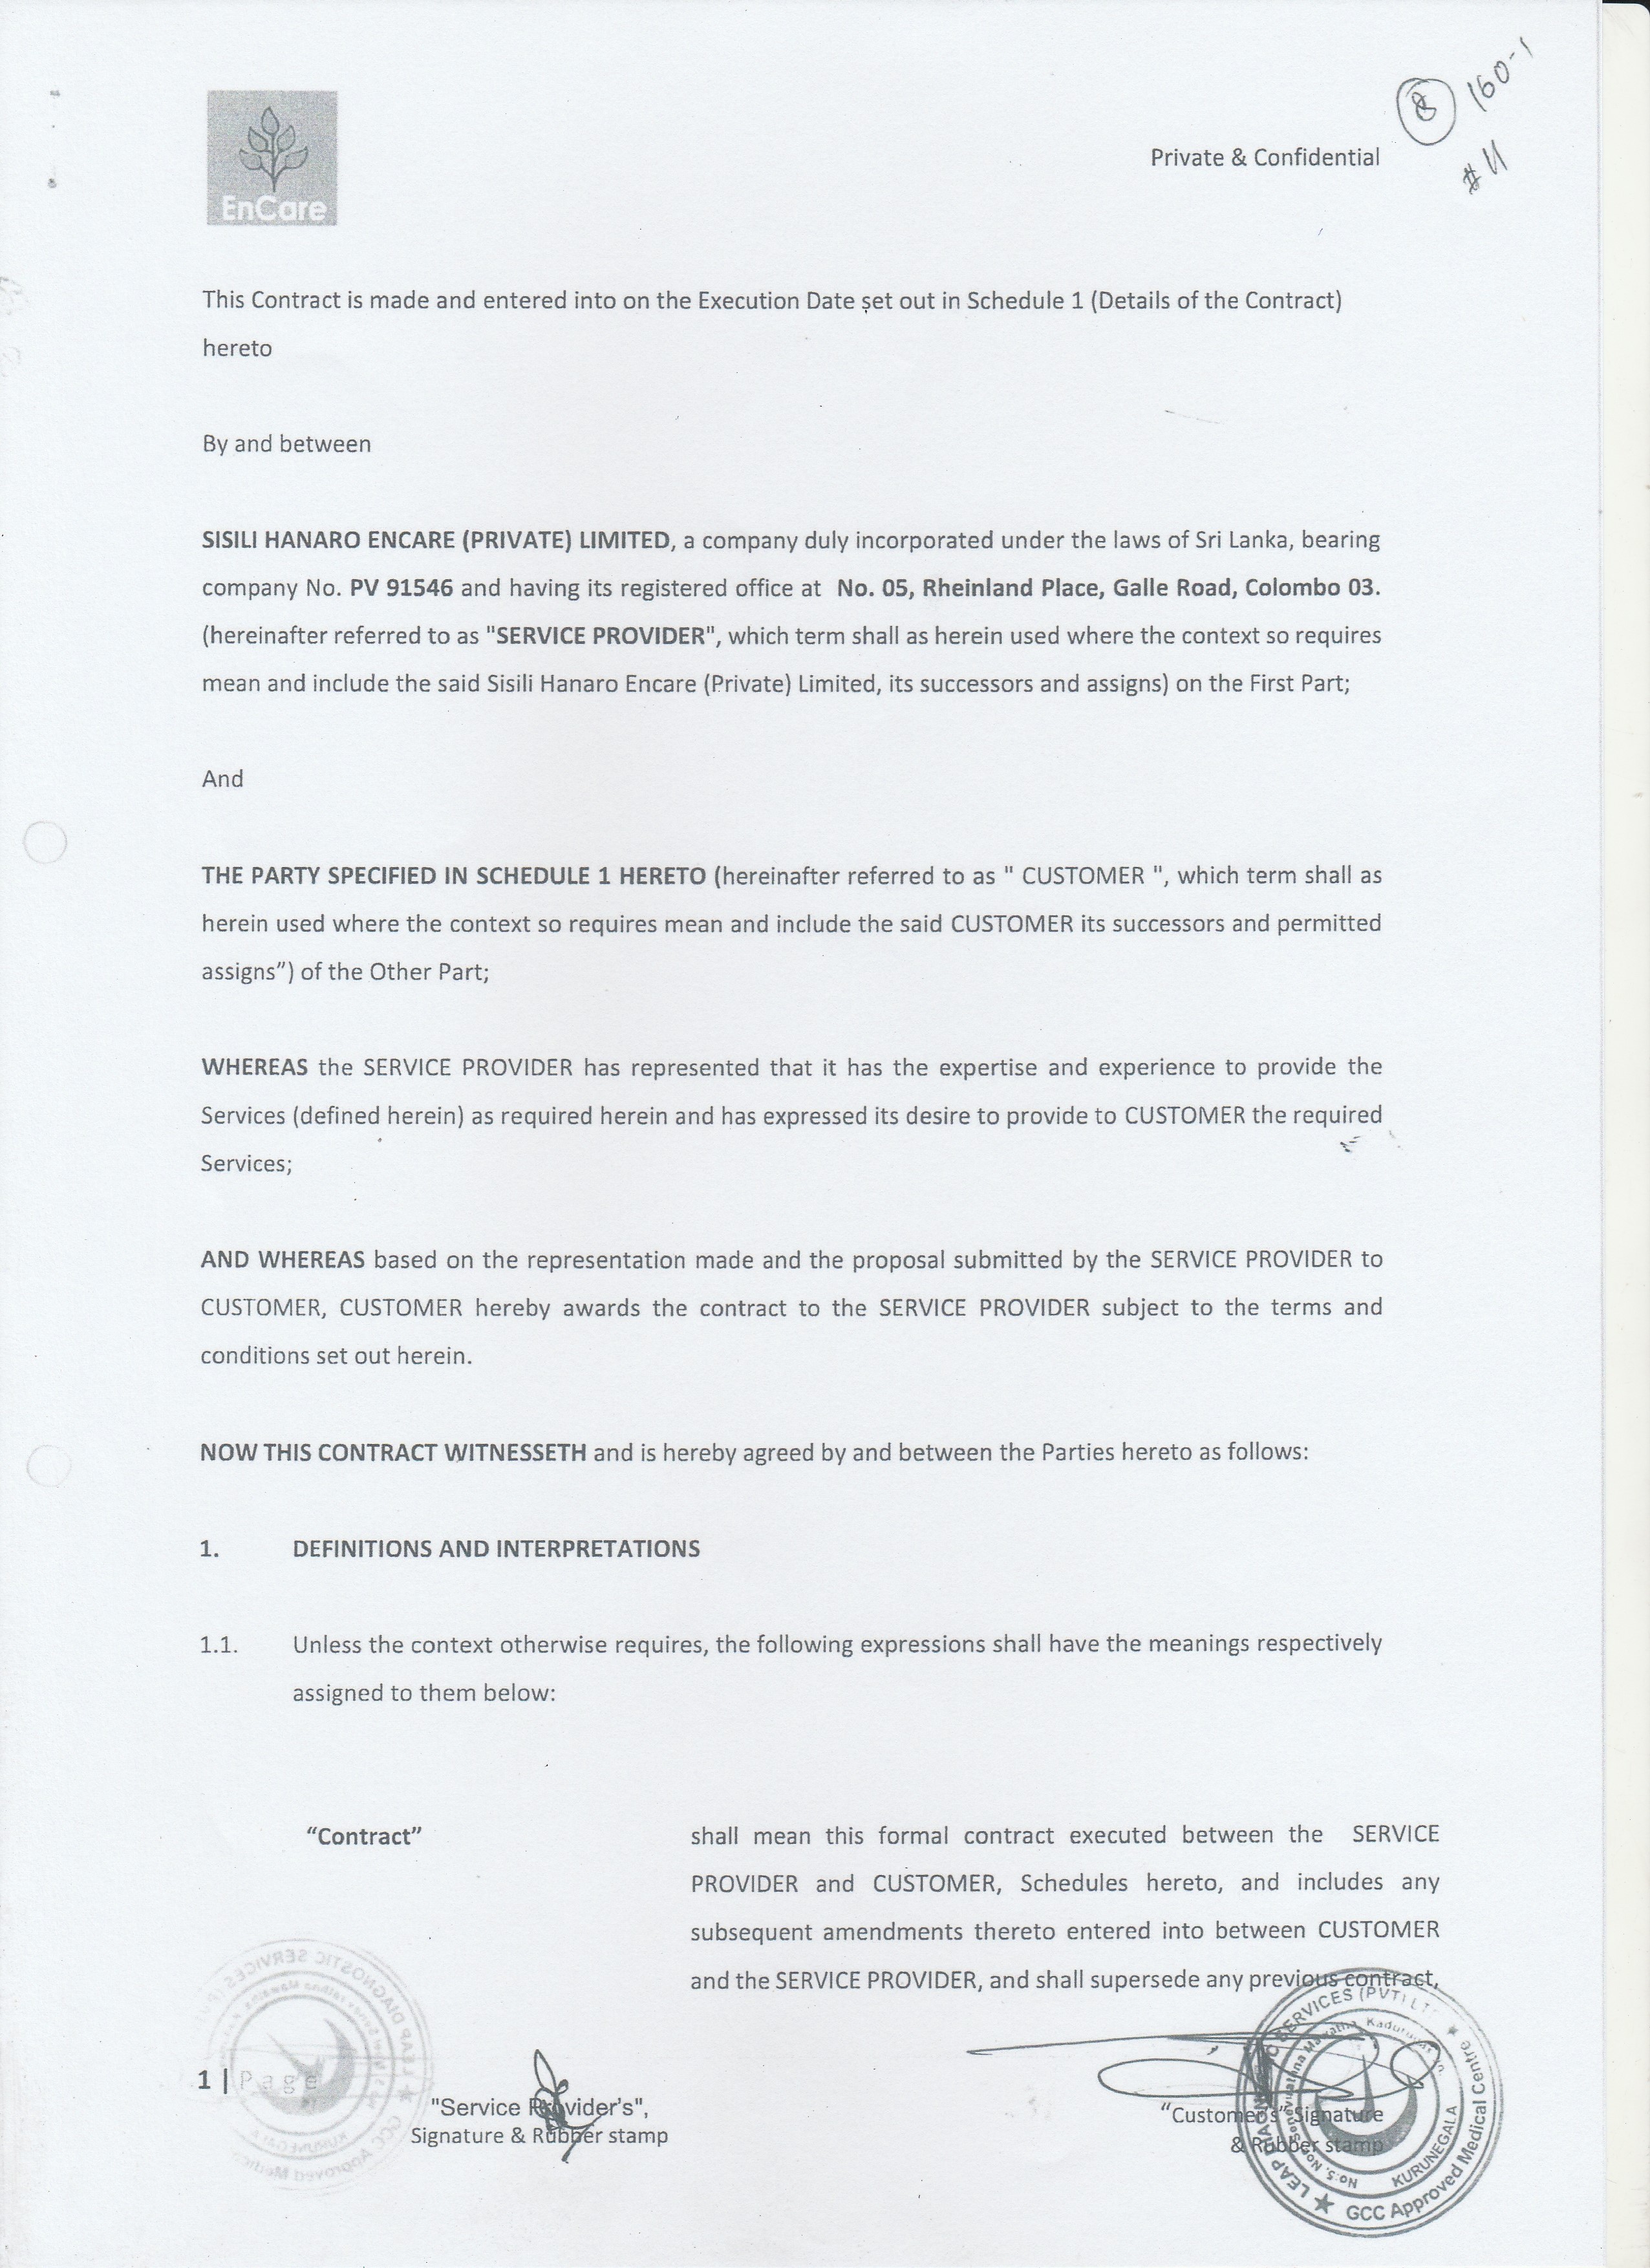 8 160-1
# 11
EnCare
Private & Confidential
This Contract is made and entered into on the Execution Date set out in Schedule 1 (Details of the Contract)
hereto
By and between
SISILI HANARO ENCARE (PRIVATE) LIMITED, a company duly incorporated under the laws of Sri Lanka, bearing
company No. PV 91546 and having its registered office at No. 05, Rheinland Place, Galle Road, Colombo 03.
(hereinafter referred to as "SERVICE PROVIDER", which term shall as herein used where the context so requires
mean and include the said Sisili Hanaro Encare (Private) Limited, its successors and assigns) on the First Part;
And
THE PARTY SPECIFIED IN SCHEDULE 1 HERETO (hereinafter referred to as " CUSTOMER ", which term shall as
herein used where the context so requires mean and include the said CUSTOMER its successors and permitted
assigns”) of the Other Part;
WHEREAS the SERVICE PROVIDER has represented that it has the expertise and experience to provide the
Services (defined herein) as required herein and has expressed its desire to provide to CUSTOMER the required
Services;
AND WHEREAS based on the representation made and the proposal submitted by the SERVICE PROVIDER to
CUSTOMER, CUSTOMER hereby awards the contract to the SERVICE PROVIDER subject to the terms and
conditions set out herein.
NOW THIS CONTRACT WITNESSETH and is hereby agreed by and between the Parties hereto as follows:
1. DEFINITIONS AND INTERPRETATIONS
1.1. Unless the context otherwise requires, the following expressions shall have the meanings respectively
assigned to them below:
“Contract” shall mean this formal contract executed between the SERVICE
PROVIDER and CUSTOMER, Schedules hereto, and includes any
subsequent amendments thereto entered into between CUSTOMER
and the SERVICE PROVIDER, and shall supersede any previous contract,
1 | Page
"Service Provider’s",
Signature & Rubber stamp
“Customer’s” Signature
& Rubber stamp
LEAP DIAGNOSTIC SERVICES (PVT) LTD
No.5, Mawatha,
KURUNEGALA
GCC Approved Medical Centre